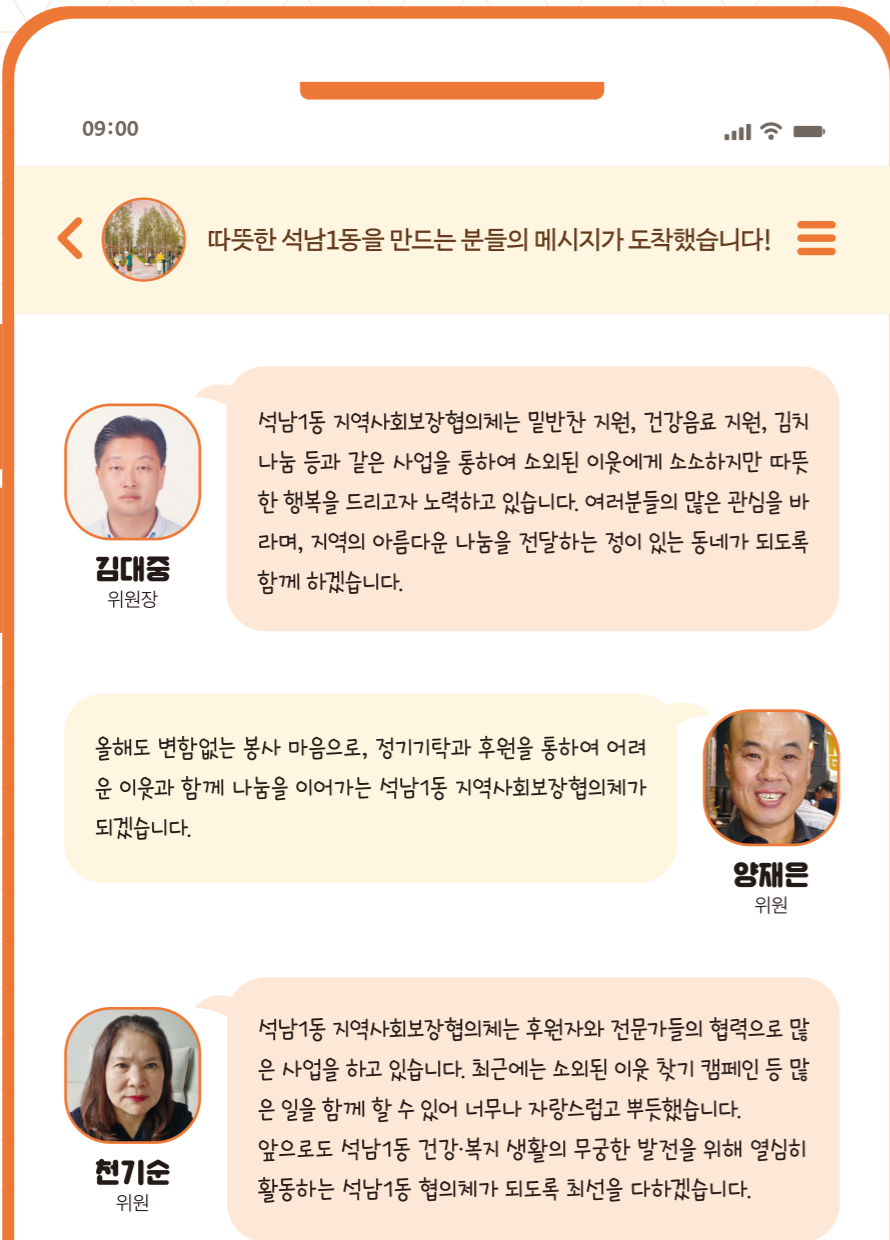 09:00
따뜻한 석남1동을 만드는 분들의 메시지가 도착했습니다!
석남1동 지역사회보장협의체는 밑반찬 지원, 건강음료 지원, 김치
나눔 등과 같은 사업을 통하여 소외된 이웃에게 소소하지만 따뜻
한 행복을 드리고자 노력하고 있습니다. 여러분들의 많은 관심을 바
라며, 지역의 아름다운 나눔을 전달하는 정이 있는 동네가 되도록
함께 하겠습니다.
김대중
위원장
올해도 변함없는 봉사 마음으로, 정기기탁과 후원을 통하여 어려
운 이웃과 함께 나눔을 이어가는 석남1동 지역사회보장협의체가
되겠습니다.
양재은
위원
석남1동 지역사회보장협의체는 후원자와 전문가들의 협력으로 많
은 사업을 하고 있습니다. 최근에는 소외된 이웃 찾기 캠페인 등 많
은 일을 함께 할 수 있어 너무나 자랑스럽고 뿌듯했습니다.
앞으로도 석남1동 건강·복지 생활의 무궁한 발전을 위해 열심히
활동하는 석남1동 협의체가 되도록 최선을 다하겠습니다.
천기순
위원